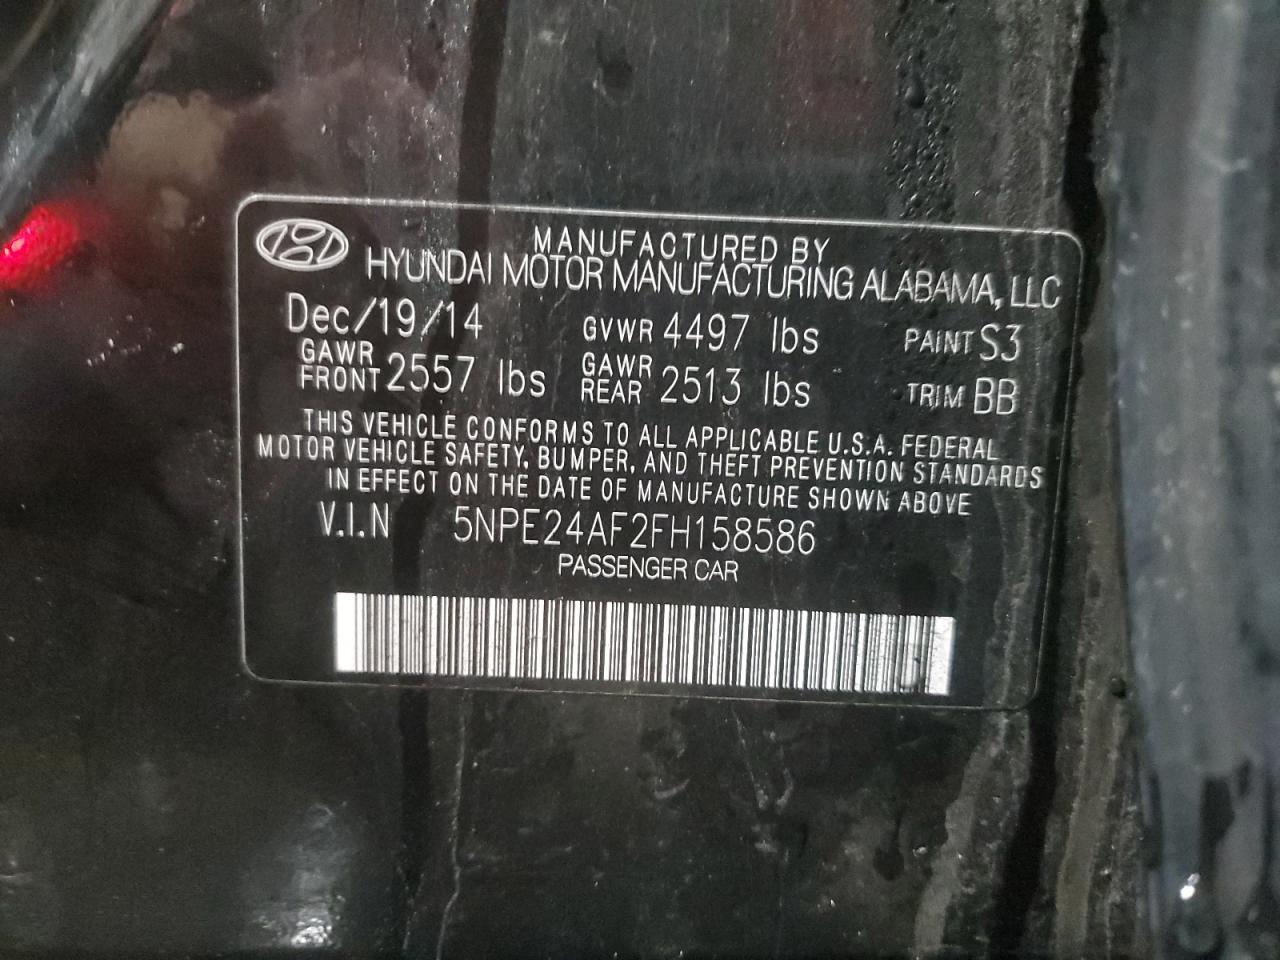 MANUFACTURED BY
HYUNDAI MOTOR MANUFACTURING ALABAMA, LLC
Dec/19/14 GVWR 4497 lbs PAINT S3
GAWR FRONT 2557 lbs GAWR REAR 2513 lbs TRIM BB
THIS VEHICLE CONFORMS TO ALL APPLICABLE U.S.A. FEDERAL
MOTOR VEHICLE SAFETY, BUMPER, AND THEFT PREVENTION STANDARDS
IN EFFECT ON THE DATE OF MANUFACTURE SHOWN ABOVE
V.I.N 5NPE24AF2FH158586
PASSENGER CAR